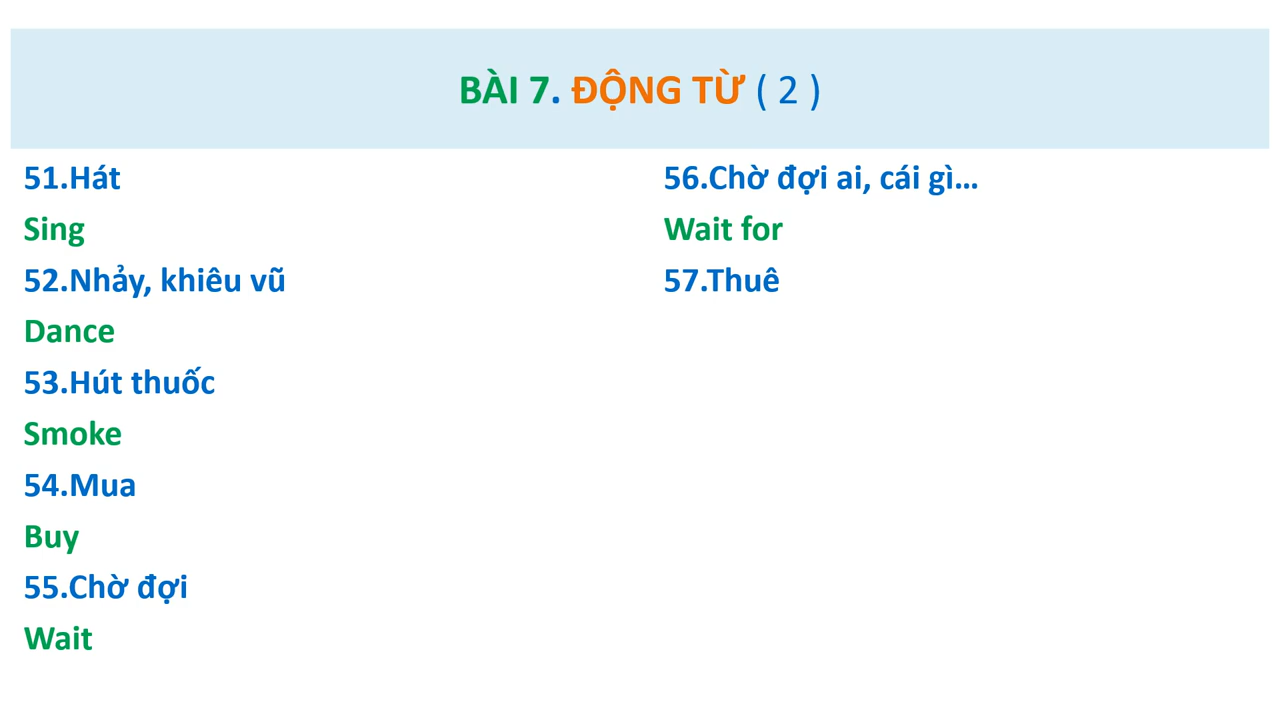 BÀI 7. ĐỘNG TỪ ( 2 )
51.Hát
Sing
52.Nhảy, khiêu vũ
Dance
53.Hút thuốc
Smoke
54.Mua
Buy
55.Chờ đợi
Wait
56.Chờ đợi ai, cái gì...
Wait for
57.Thuê